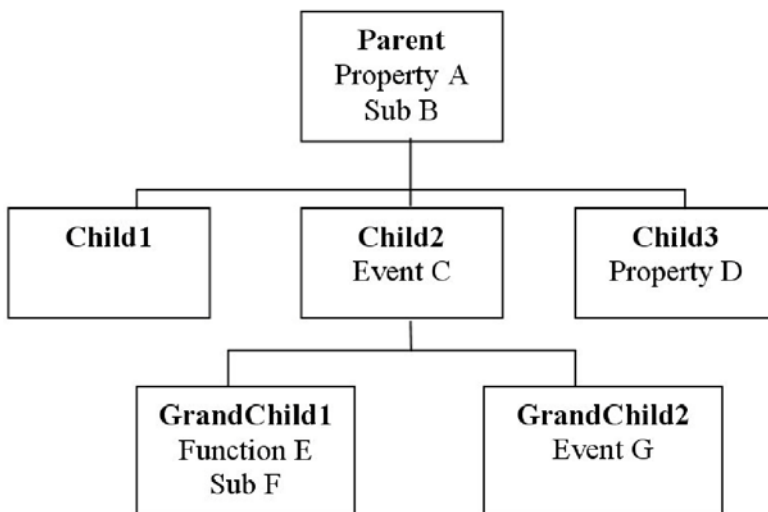 Parent
Property A
Sub B
Child1
Child2
Event C
Child3
Property D
GrandChild1
Function E
Sub F
GrandChild2
Event G